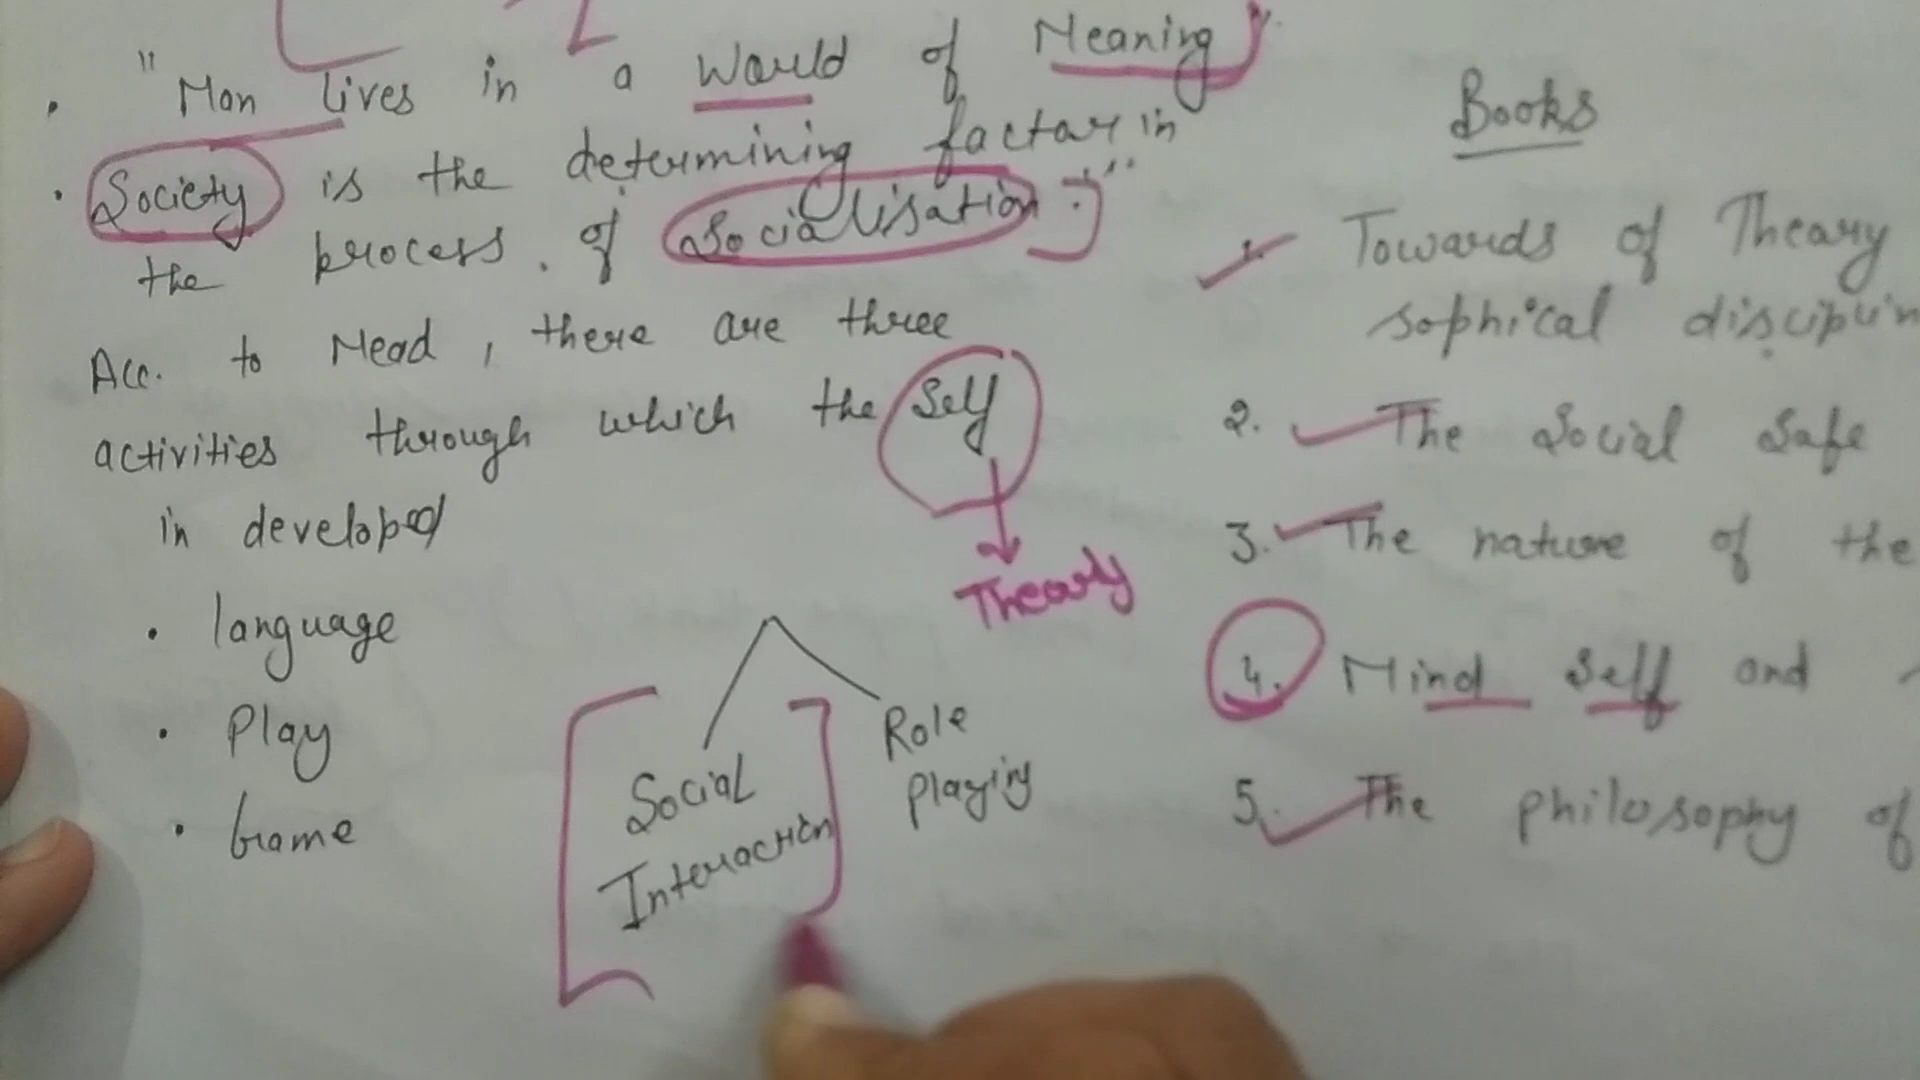 "Man lives in a World of Meaning".
Society is the determining factor in
the process of Socialisation."
Acc. to Mead, there are three
activities through which the Self
in developed
Theory
• language
• Play
• Game
Social
Interaction
Role
Playing
Books
1. Towards of Theory
sophical disciplin
2. The Social Safe
3. The nature of the
4. Mind Self and
5. The philosophy of